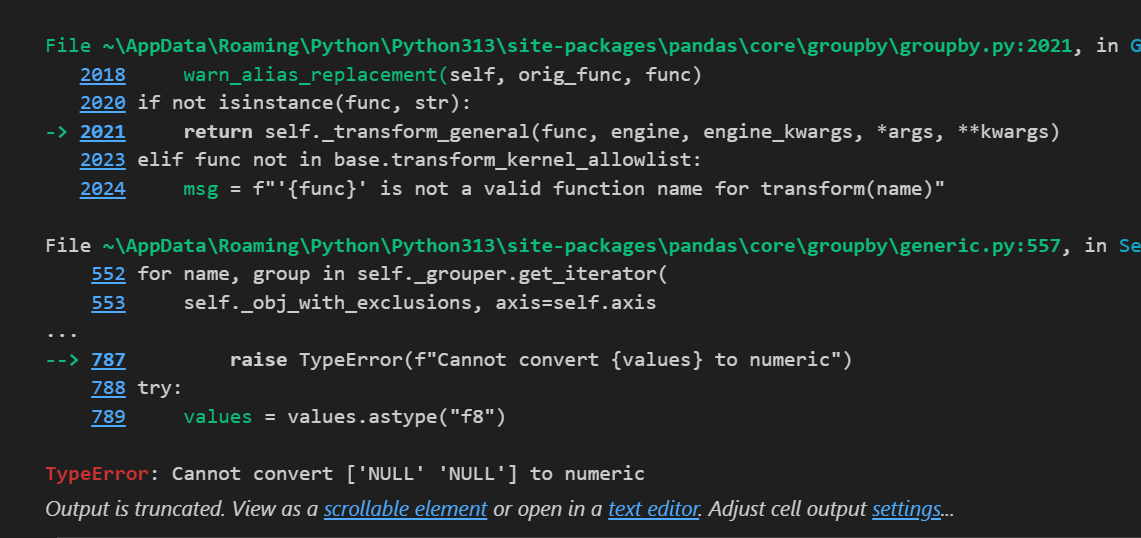 File ~\AppData\Roaming\Python\Python313\site-packages\pandas\core\groupby\groupby.py:2021, in G
2018     warn_alias_replacement(self, orig_func, func)
2020 if not isinstance(func, str):
-> 2021     return self._transform_general(func, engine, engine_kwargs, *args, **kwargs)
2023 elif func not in base.transform_kernel_allowlist:
2024     msg = f"'{func}' is not a valid function name for transform(name)"
File ~\AppData\Roaming\Python\Python313\site-packages\pandas\core\groupby\generic.py:557, in Se
552 for name, group in self._grouper.get_iterator(
553     self._obj_with_exclusions, axis=self.axis
...
--> 787         raise TypeError(f"Cannot convert {values} to numeric")
788 try:
789     values = values.astype("f8")
TypeError: Cannot convert ['NULL' 'NULL'] to numeric
Output is truncated. View as a scrollable element or open in a text editor. Adjust cell output settings...